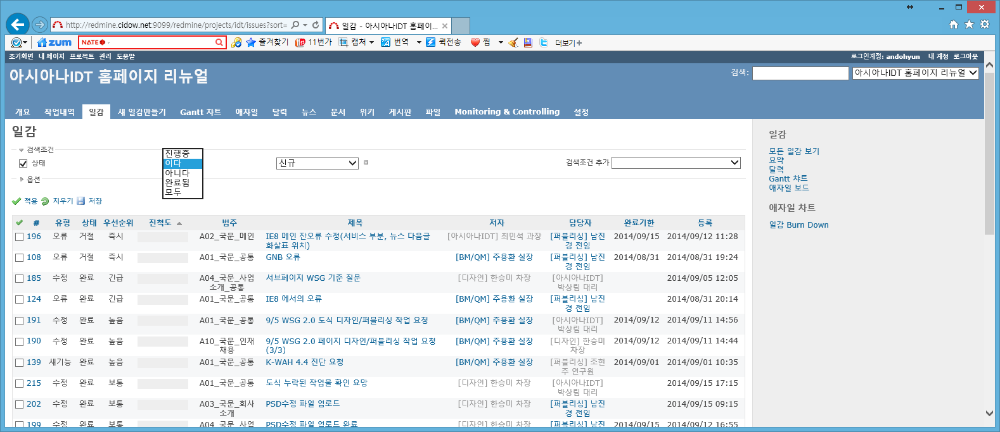 http://redmine.cidow.net:9099/redmine/projects/idt/issues?sort=
일감 - 아시아나IDT 홈페이...
zum
NATE
즐겨찾기
11번가
캡처
번역
퀵전송
찜
더보기+
초기화면 내 페이지 프로젝트 관리 도움말
로그인계정: andohyun 내 계정 로그아웃
아시아나IDT 홈페이지 리뉴얼
검색:
아시아나IDT 홈페이지 리뉴얼
개요 작업내역 일감 새 일감만들기 Gantt 챠트 애자일 달력 뉴스 문서 위키 게시판 파일 Monitoring & Controlling 설정
일감
검색조건
상태
진행중
이다
아니다
완료됨
모두
신규
검색조건 추가
옵션
적용 지우기 저장
# 유형 상태 우선순위 진척도 범주 제목 저자 담당자 완료기한 등록
196 오류 거절 즉시 A02_국문_메인 IE8 메인 잔오류 수정(서비스 부분, 뉴스 다음글 [아시아나IDT] 최민석 과장 [퍼블리싱] 남진 2014/09/15 2014/09/12 11:28
화살표 위치) 경 전임
108 오류 거절 즉시 A01_국문_공통 GNB 오류 [BM/QM] 주용환 실장 [퍼블리싱] 남진 2014/08/31 2014/08/31 19:24
경 전임
185 수정 완료 긴급 A04_국문_사업 서브페이지 WSG 기준 질문 [디자인] 한승미 차장 [아시아나IDT] 2014/09/05 12:05
소개_공통 박상림 대리
124 오류 완료 긴급 A01_국문_공통 IE8 에서의 오류 [BM/QM] 주용환 실장 [퍼블리싱] 남진 2014/08/31 20:14
경 전임
191 수정 완료 높음 A01_국문_공통 9/5 WSG 2.0 도식 디자인/퍼블리싱 작업 요청 [BM/QM] 주용환 실장 [아시아나IDT] 2014/09/12 2014/09/11 14:56
박상림 대리
190 수정 완료 높음 A10_국문_인재 9/5 WSG 2.0 페이지 디자인/퍼블리싱 작업 요청 [BM/QM] 주용환 실장 [디자인] 한승미 2014/09/12 2014/09/11 14:44
채용 (3/3) 차장
139 새기능 완료 높음 A01_국문_공통 K-WAH 4.4 진단 요청 [BM/QM] 주용환 실장 [퍼블리싱] 조현 2014/09/01 2014/09/01 10:35
주 연구원
215 수정 완료 보통 A01_국문_공통 도식 누락된 작업물 확인 요망 [디자인] 한승미 차장 [아시아나IDT] 2014/09/15 17:15
박상림 대리
202 수정 완료 보통 A03_국문_회사 PSD수정 파일 업로드 [디자인] 한승미 차장 [퍼블리싱] 남진 2014/09/15 09:15
소개 경 전임
199 수정 완료 보통 A04_국문_사업 PSD수정 파일 업로드 완료 [디자인] 한승미 차장 [퍼블리싱] 남진 2014/09/15 2014/09/12 16:55
일감
모든 일감 보기
요약
달력
Gantt 챠트
애자일 보드
애자일 차트
일감 Burn Down